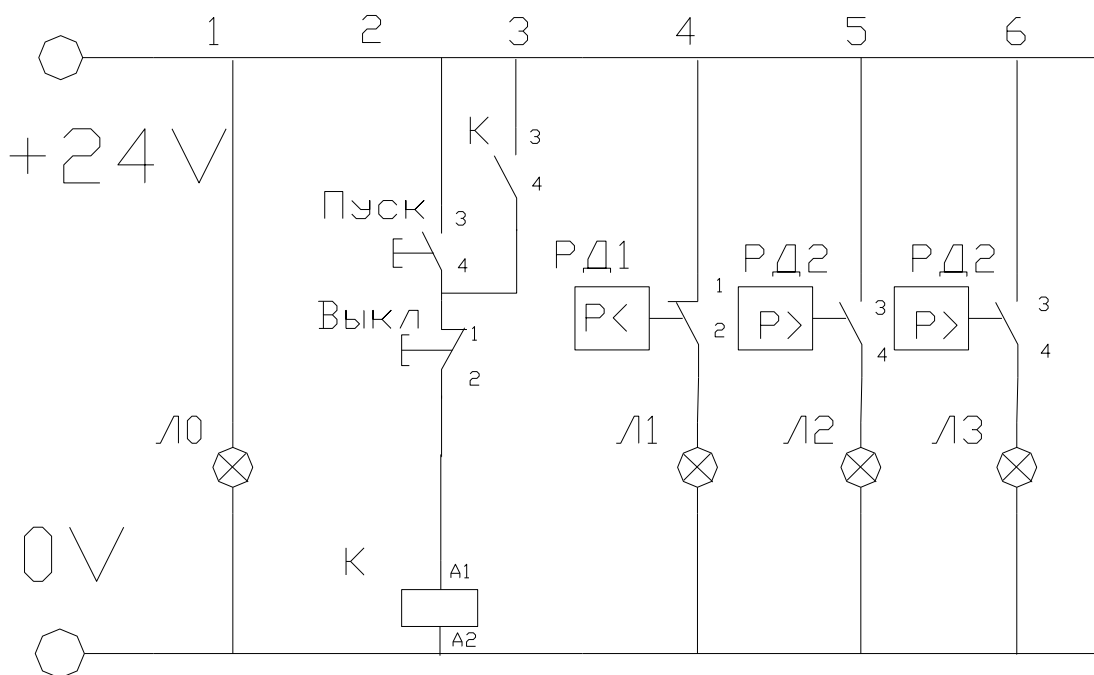 1 2 3 4 5 6
+24V
К 3
4
Пуск 3
4
РД1 РД2 РД2
Выкл 1
2
P< 1
2
P> 3
4
P> 3
4
Л0 Л1 Л2 Л3
0V
К A1
A2